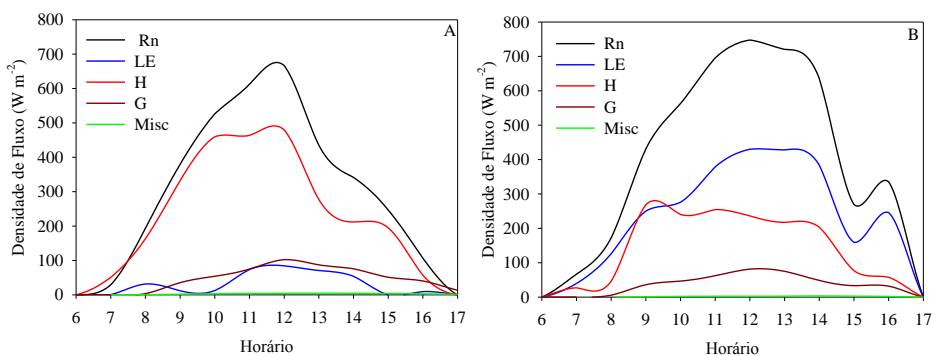 A
800
700
600
500
400
300
200
100
0
Densidade de Fluxo (W m-2)
Rn
LE
H
G
Misc
6 7 8 9 10 11 12 13 14 15 16 17
Horário
B
800
700
600
500
400
300
200
100
0
Densidade de Fluxo (W m-2)
Rn
LE
H
G
Misc
6 7 8 9 10 11 12 13 14 15 16 17
Horário